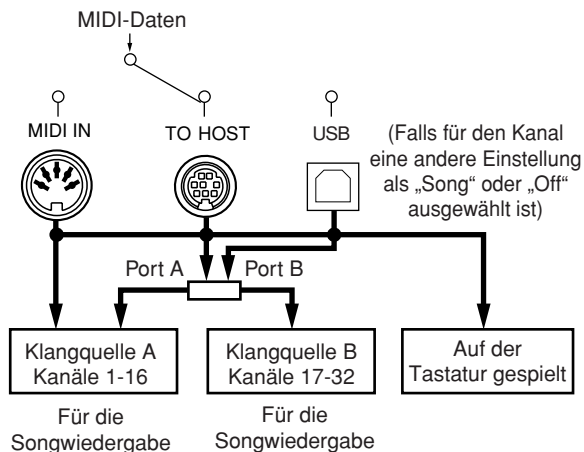 MIDI-Daten
MIDI IN
TO HOST
USB
(Falls für den Kanal
eine andere Einstellung
als „Song“ oder „Off“
ausgewählt ist)
Port A
Port B
Klangquelle A
Kanäle 1-16
Klangquelle B
Kanäle 17-32
Auf der
Tastatur gespielt
Für die
Songwiedergabe
Für die
Songwiedergabe